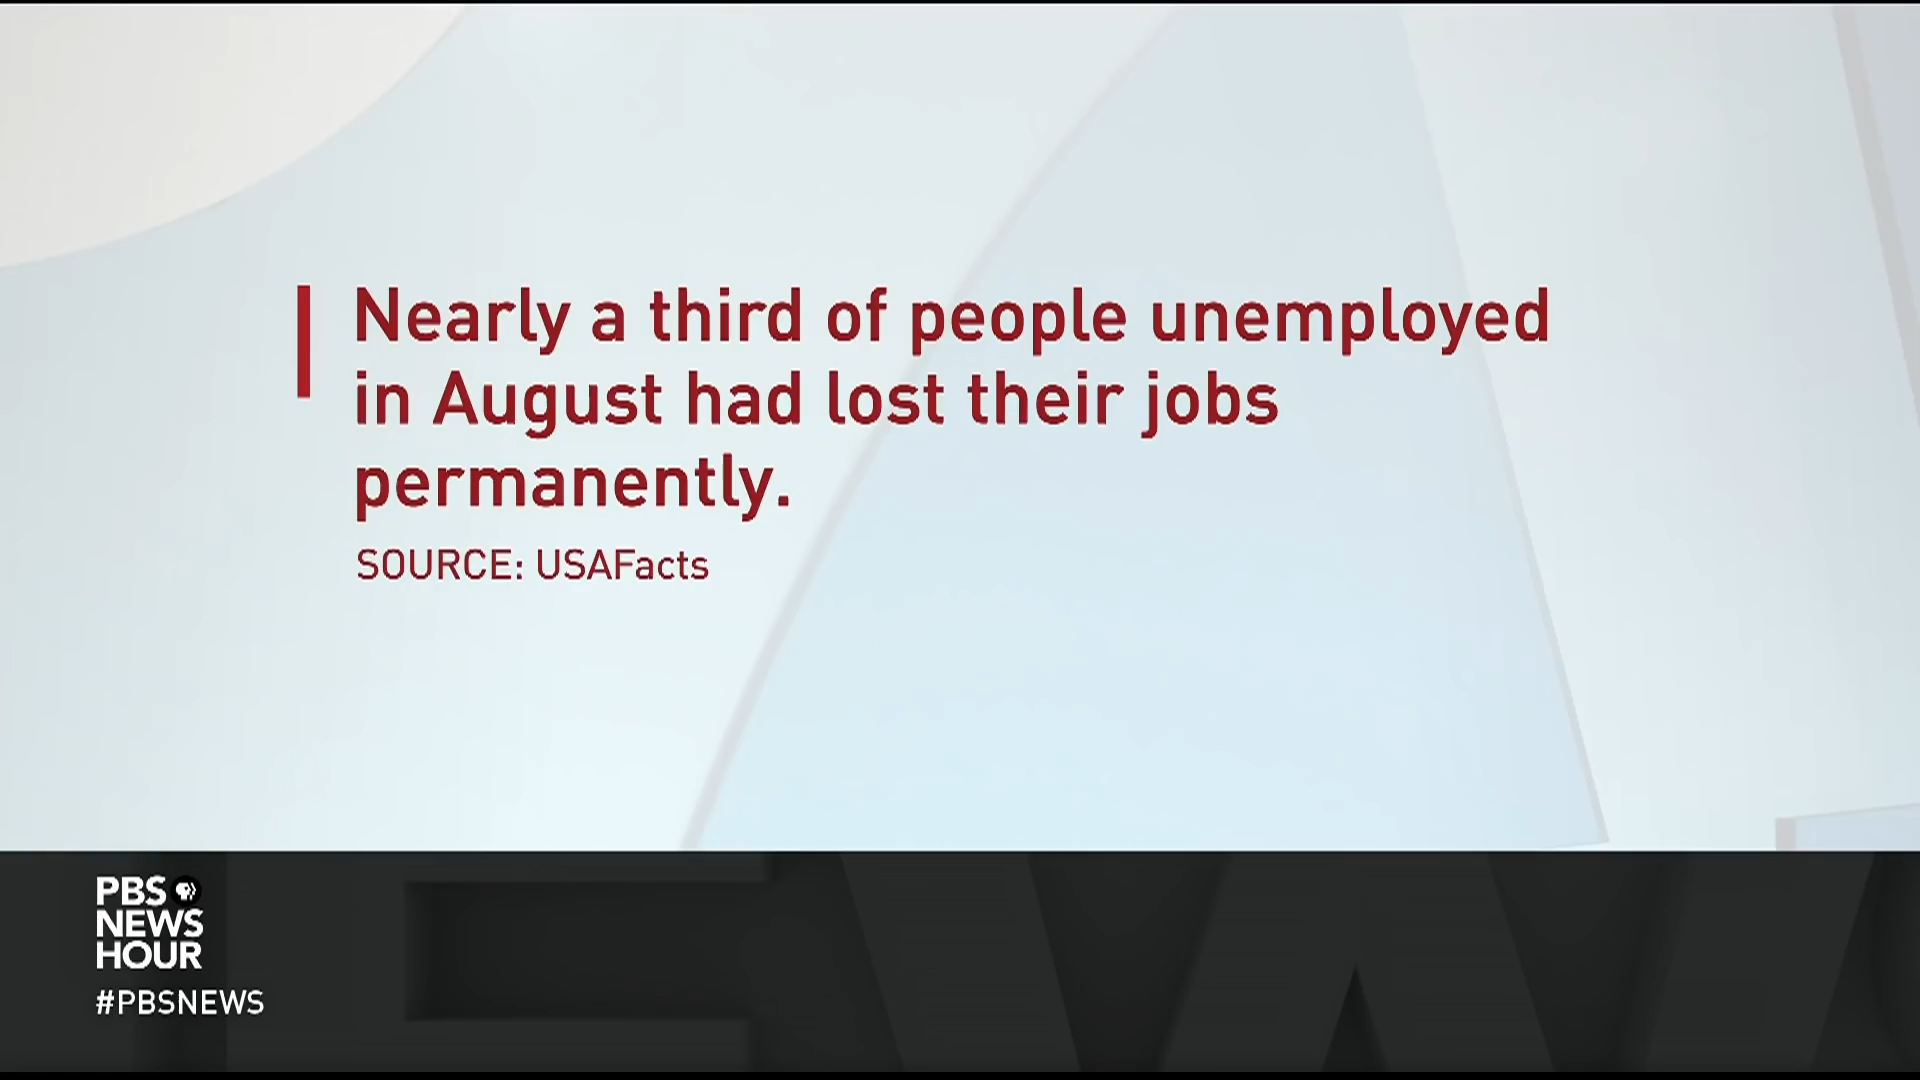 Nearly a third of people unemployed
in August had lost their jobs
permanently.
SOURCE: USAFacts
PBS
NEWS
HOUR
#PBSNEWS